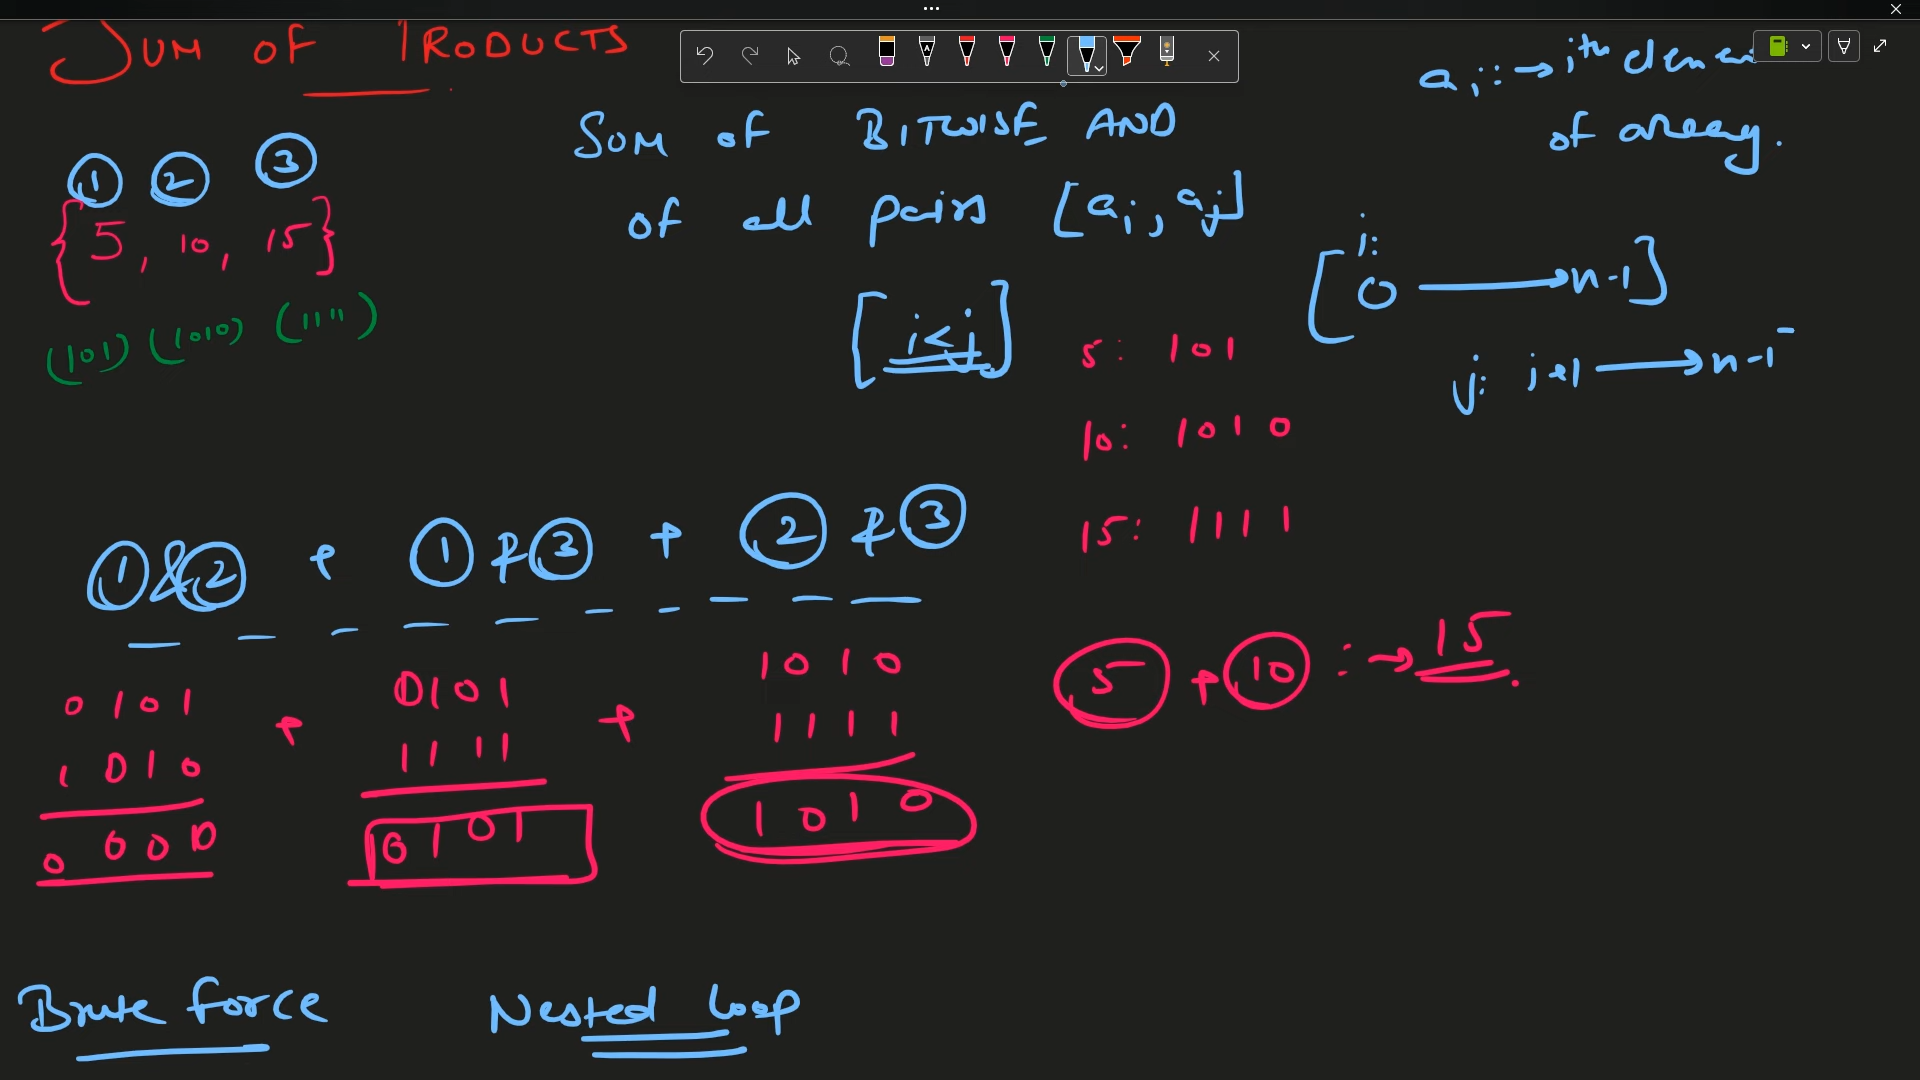 SUM OF PRODUCTS
a i : → ith
of array.
SUM of BITWISE AND
of all pairs [ai, aj]
[i<j]
1 2 3
{5, 10, 15}
(101) (1010) (1111)
i:
[0 → n-1]
j: i+1 → n-1
5: 101
10: 1010
15: 1111
1 & 2 + 1 & 3 + 2 & 3
0101 + 0101 + 1010
1010 1111 1111
0000 0101 1010
5 + 10 : → 15.
Brute force Nested loop